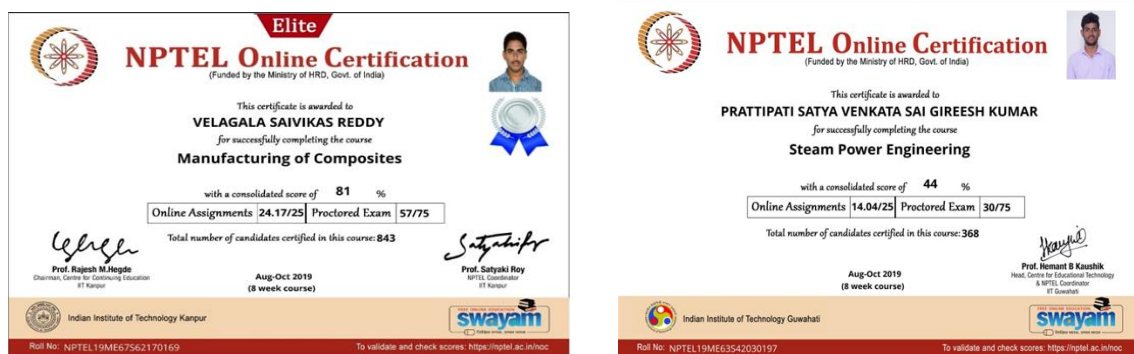 Elite
NPTEL Online Certification
(Funded by the Ministry of HRD, Govt. of India)
This certificate is awarded to
VELAGALA SAIVIKAS REDDY
for successfully completing the course
Manufacturing of Composites
with a consolidated score of 81 %
Online Assignments 24.17/25 Proctored Exam 57/75
Total number of candidates certified in this course: 843
Prof. Rajesh M.Hegde
Chairman, Centre for Continuing Education
IIT Kanpur
Aug-Oct 2019
(8 week course)
Prof. Satyaki Roy
NPTEL Coordinator
IIT Kanpur
Indian Institute of Technology Kanpur
FREE ONLINE EDUCATION
swayam
Roll No: NPTEL19ME67S62170169
To validate and check scores: https://nptel.ac.in/noc
NPTEL Online Certification
(Funded by the Ministry of HRD, Govt. of India)
This certificate is awarded to
PRATTIPATI SATYA VENKATA SAI GIREESH KUMAR
for successfully completing the course
Steam Power Engineering
with a consolidated score of 44 %
Online Assignments 14.04/25 Proctored Exam 30/75
Total number of candidates certified in this course: 368
Aug-Oct 2019
(8 week course)
Prof. Hemant B Kaushik
Head, Centre for Educational Technology
& NPTEL Coordinator
IIT Guwahati
Indian Institute of Technology Guwahati
FREE ONLINE EDUCATION
swayam
Roll No: NPTEL19ME63S42030197
To validate and check scores: https://nptel.ac.in/noc